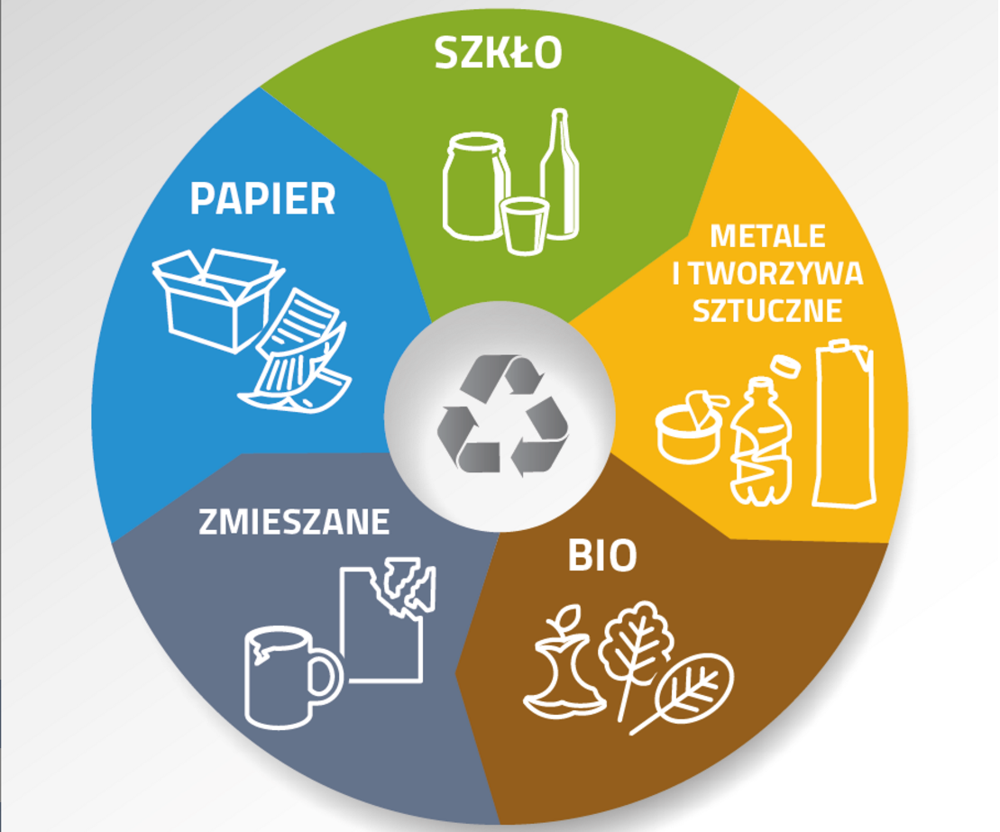 SZKŁO
PAPIER
METALE
I TWORZYWA
SZTUCZNE
ZMIESZANE
BIO